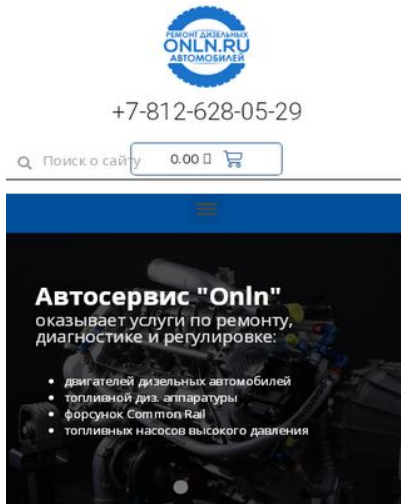 РЕМОНТ ДИЗЕЛЬНЫХ
ONLN.RU
АВТОМОБИЛЕЙ
+7-812-628-05-29
Поиск о сайту
0.00
Автосервис "Onln"
оказывает услуги по ремонту,
диагностике и регулировке:
• двигателей дизельных автомобилей
• топливной диз. аппаратуры
• форсунок Common Rail
• топливных насосов высокого давления